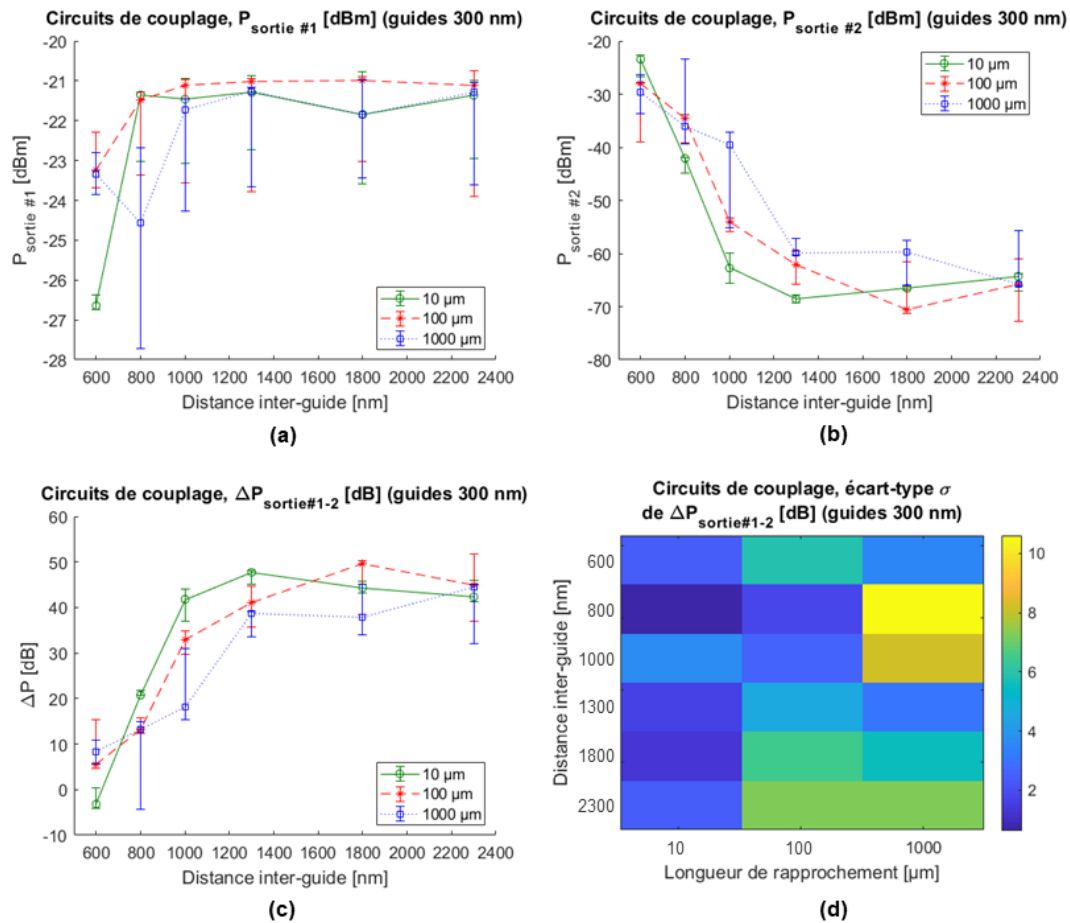 Circuits de couplage, P_sortie #1 [dBm] (guides 300 nm)
-20
-21
-22
-23
-24
-25
-26
-27
-28
P_sortie #1 [dBm]
10 µm
100 µm
1000 µm
600 800 1000 1200 1400 1600 1800 2000 2200 2400
Distance inter-guide [nm]
(a)
Circuits de couplage, P_sortie #2 [dBm] (guides 300 nm)
-20
-30
-40
-50
-60
-70
-80
P_sortie #2 [dBm]
10 µm
100 µm
1000 µm
600 800 1000 1200 1400 1600 1800 2000 2200 2400
Distance inter-guide [nm]
(b)
Circuits de couplage, ΔP_sortie#1-2 [dB] (guides 300 nm)
60
50
40
30
20
10
0
-10
ΔP [dB]
10 µm
100 µm
1000 µm
600 800 1000 1200 1400 1600 1800 2000 2200 2400
Distance inter-guide [nm]
(c)
Circuits de couplage, écart-type σ
de ΔP_sortie#1-2 [dB] (guides 300 nm)
600
800
1000
1300
1800
2300
Distance inter-guide [nm]
10 100 1000
Longueur de rapprochement [µm]
10
8
6
4
2
(d)